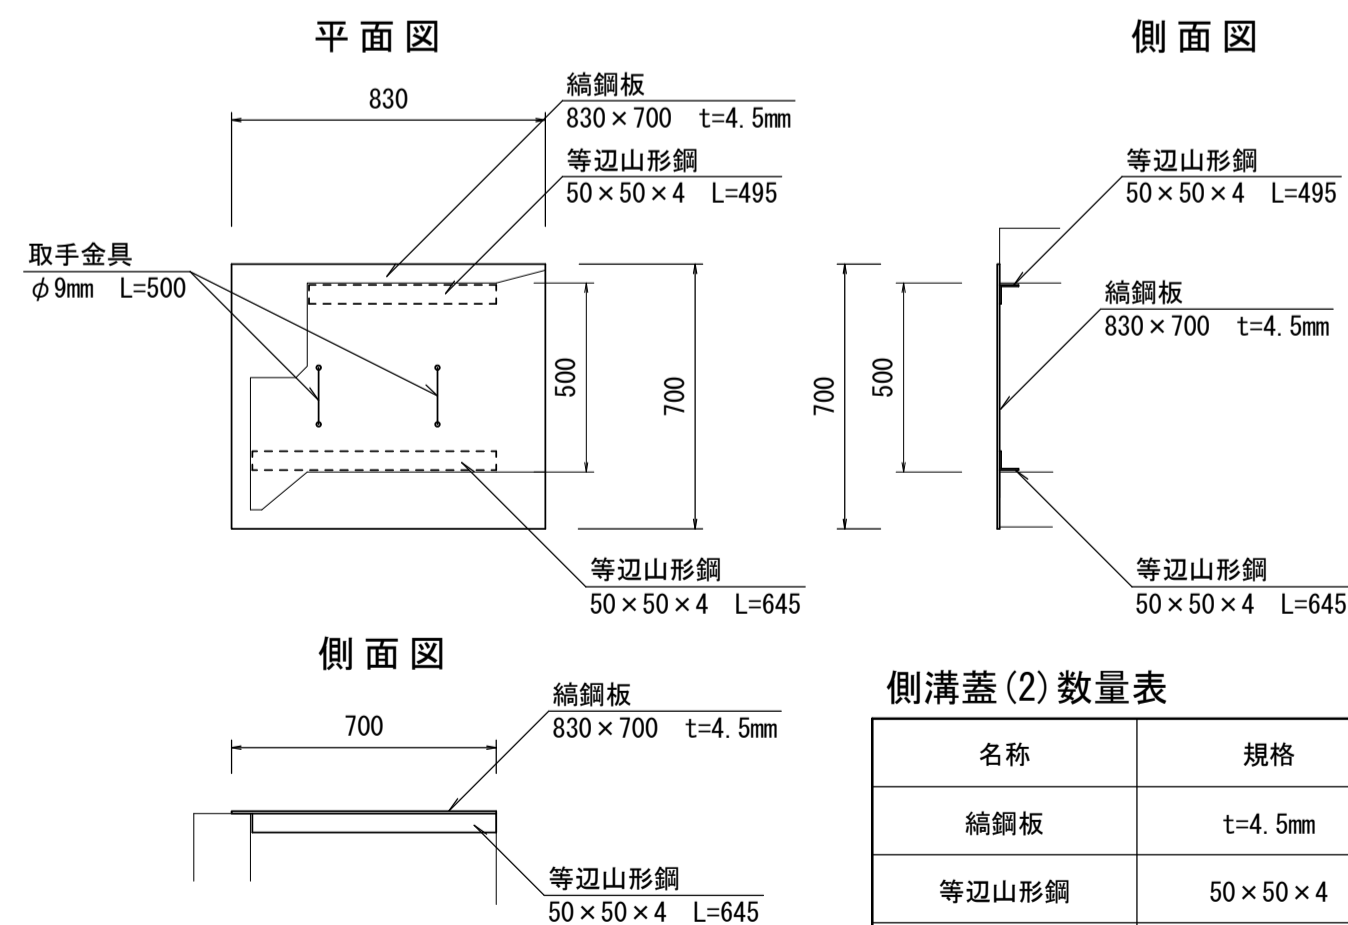 平面図
830
縞鋼板
830×700 t=4.5mm
等辺山形鋼
50×50×4 L=495
取手金具
φ9mm L=500
500
700
等辺山形鋼
50×50×4 L=645
側面図
等辺山形鋼
50×50×4 L=495
縞鋼板
830×700 t=4.5mm
700
500
等辺山形鋼
50×50×4 L=645
側面図
700
縞鋼板
830×700 t=4.5mm
等辺山形鋼
50×50×4 L=645
側溝蓋(2)数量表
名称 規格
縞鋼板 t=4.5mm
等辺山形鋼 50×50×4